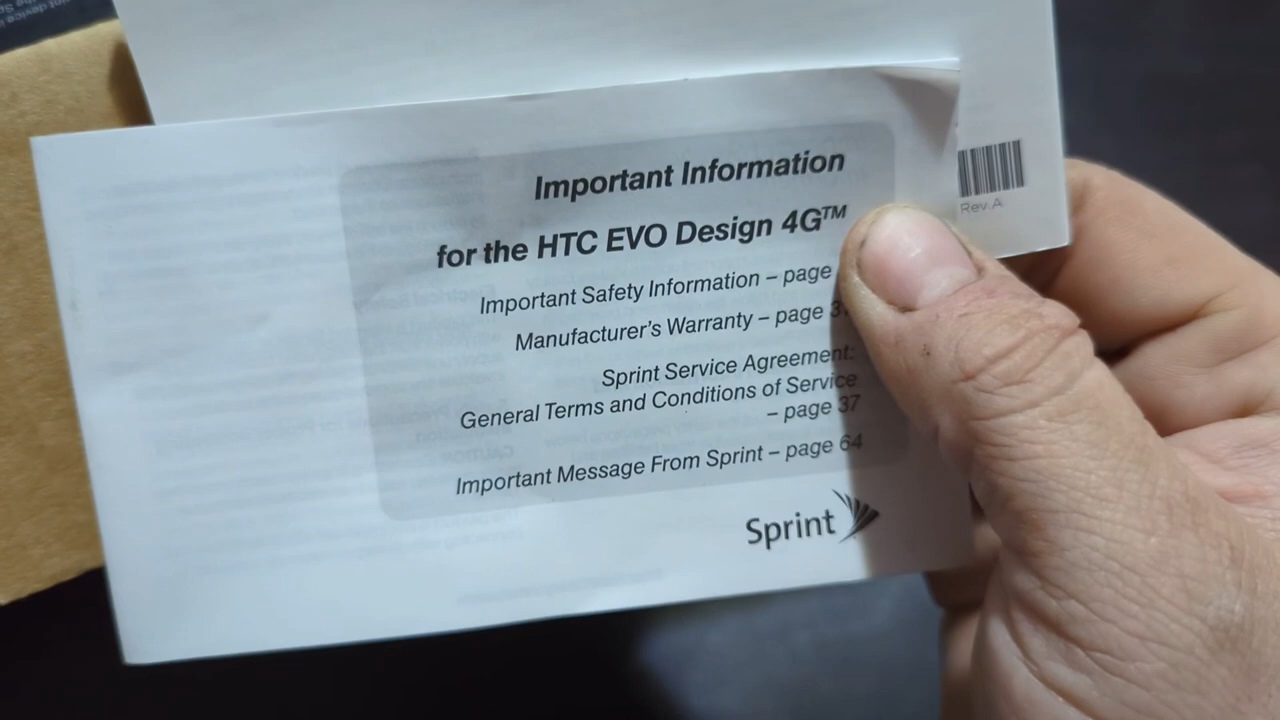 Important Information
for the HTC EVO Design 4G™
Important Safety Information – page
Manufacturer's Warranty – page
Sprint Service Agreement:
General Terms and Conditions of Service
– page 37
Important Message From Sprint – page 64
Sprint
Rev.A